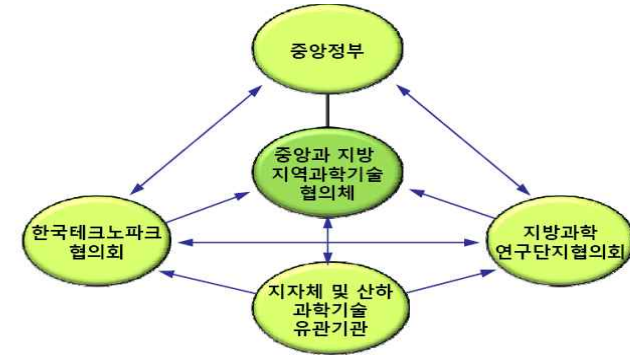 중앙정부
중앙과 지방
지역과학기술
협의체
한국테크노파크
협의회
지방과학
연구단지협의회
지자체 및 산하
과학기술
유관기관